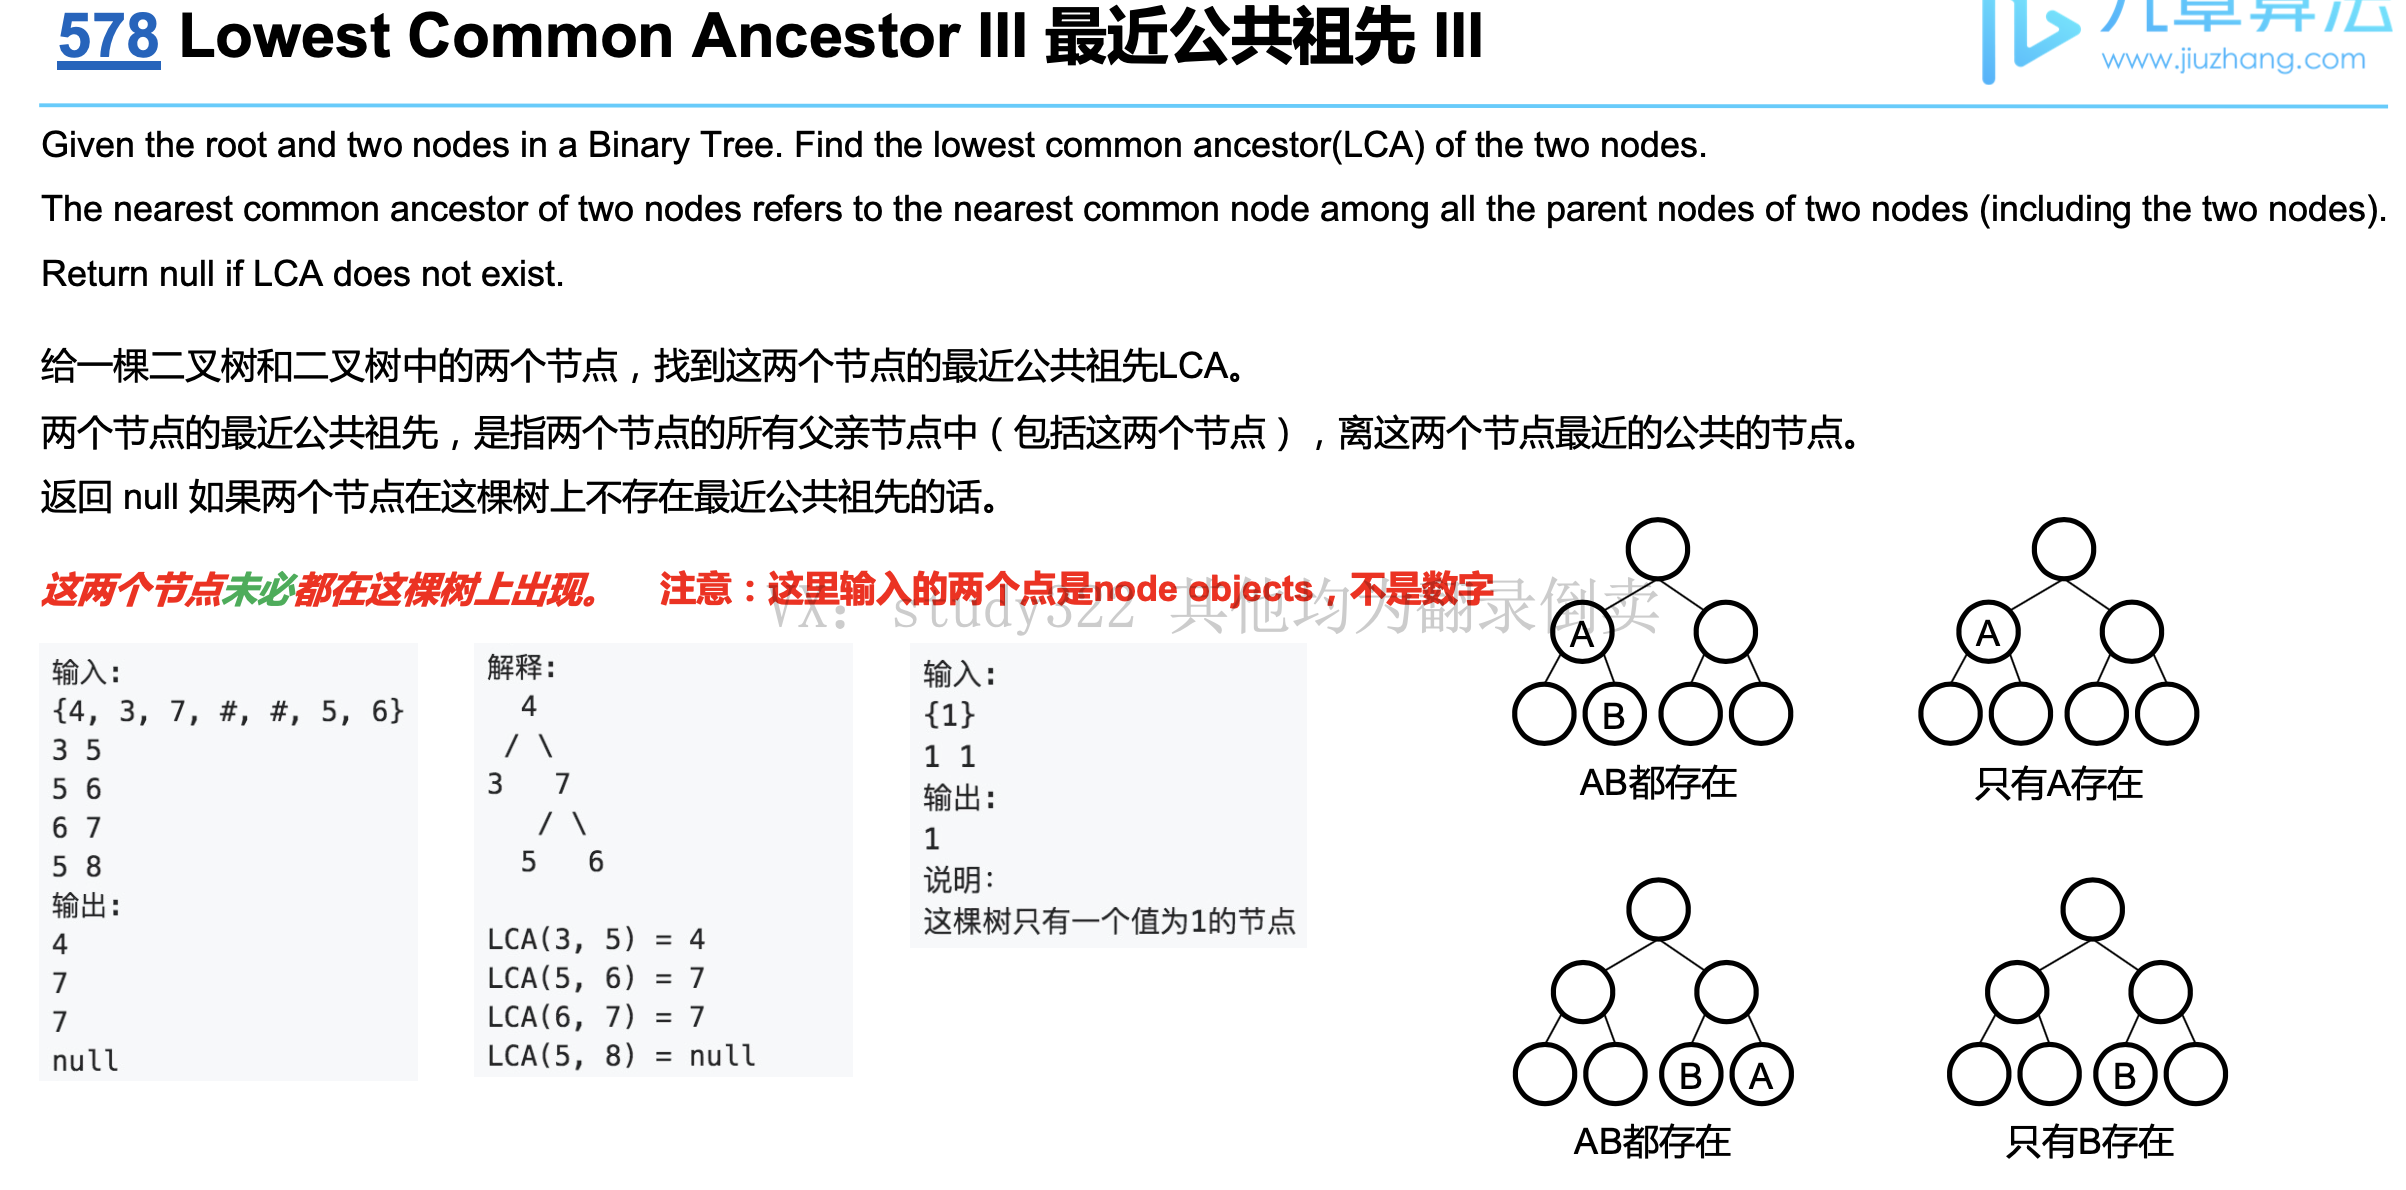 578 Lowest Common Ancestor III 最近公共祖先 III
九章算法
www.jiuzhang.com
Given the root and two nodes in a Binary Tree. Find the lowest common ancestor(LCA) of the two nodes.
The nearest common ancestor of two nodes refers to the nearest common node among all the parent nodes of two nodes (including the two nodes).
Return null if LCA does not exist.
给一棵二叉树和二叉树中的两个节点，找到这两个节点的最近公共祖先LCA。
两个节点的最近公共祖先，是指两个节点的所有父亲节点中（包括这两个节点），离这两个节点最近的公共的节点。
返回 null 如果两个节点在这棵树上不存在最近公共祖先的话。
这两个节点未必都在这棵树上出现。 注意：这里输入的两个点是node objects，不是数字
VX: study322 其他均为翻录倒卖
输入:
{4, 3, 7, #, #, 5, 6}
3 5
5 6
6 7
5 8
输出:
4
7
7
null
解释:
4
/ \
3 7
/ \
5 6
LCA(3, 5) = 4
LCA(5, 6) = 7
LCA(6, 7) = 7
LCA(5, 8) = null
输入:
{1}
1 1
输出:
1
说明:
这棵树只有一个值为1的节点
A
B
AB都存在
A
只有A存在
B A
AB都存在
B
只有B存在